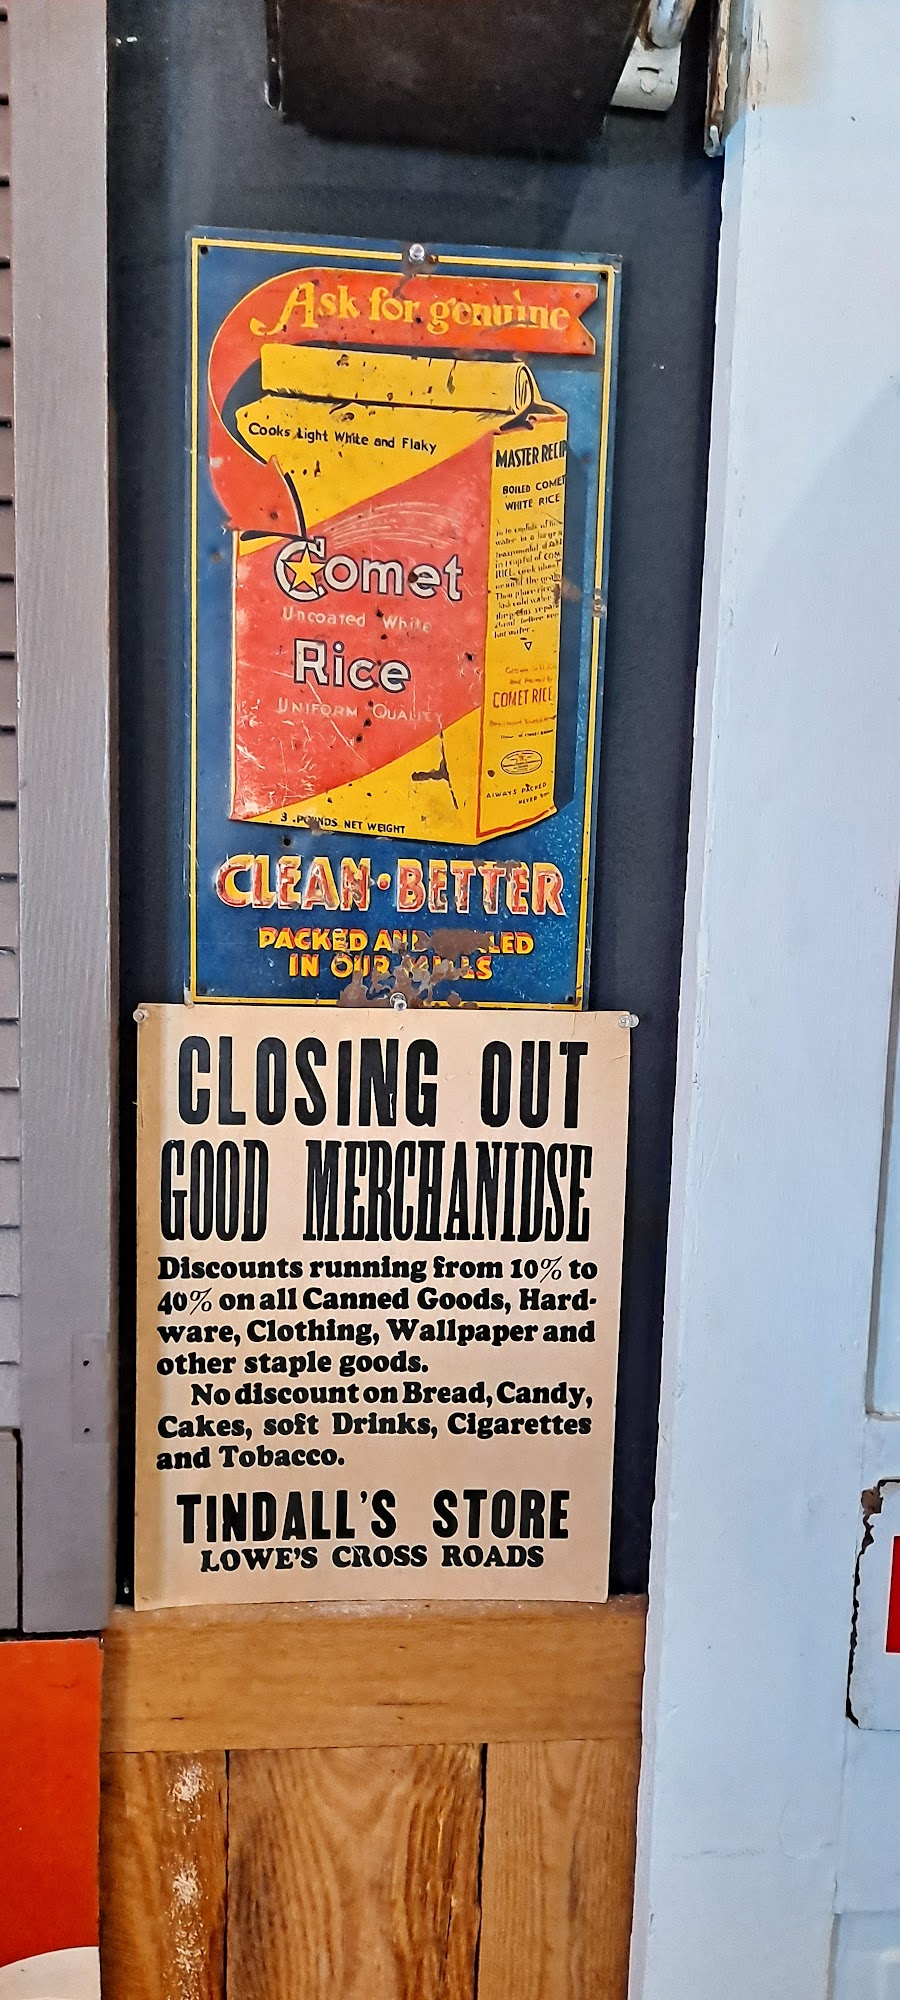 Ask for genuine
Cooks Light White and Flaky
Comet
Uncoated White
Rice
UNIFORM QUALITY
3 POUNDS NET WEIGHT
MASTER
BOILED COMET
WHITE RICE
COMET RICE
ALWAYS PACKED
CLEAN·BETTER
PACKED AND
IN OUR
CLOSING OUT
GOOD MERCHANIDSE
Discounts running from 10% to
40% on all Canned Goods, Hard-
ware, Clothing, Wallpaper and
other staple goods.
No discount on Bread, Candy,
Cakes, soft Drinks, Cigarettes
and Tobacco.
TINDALL'S STORE
LOWE'S CROSS ROADS